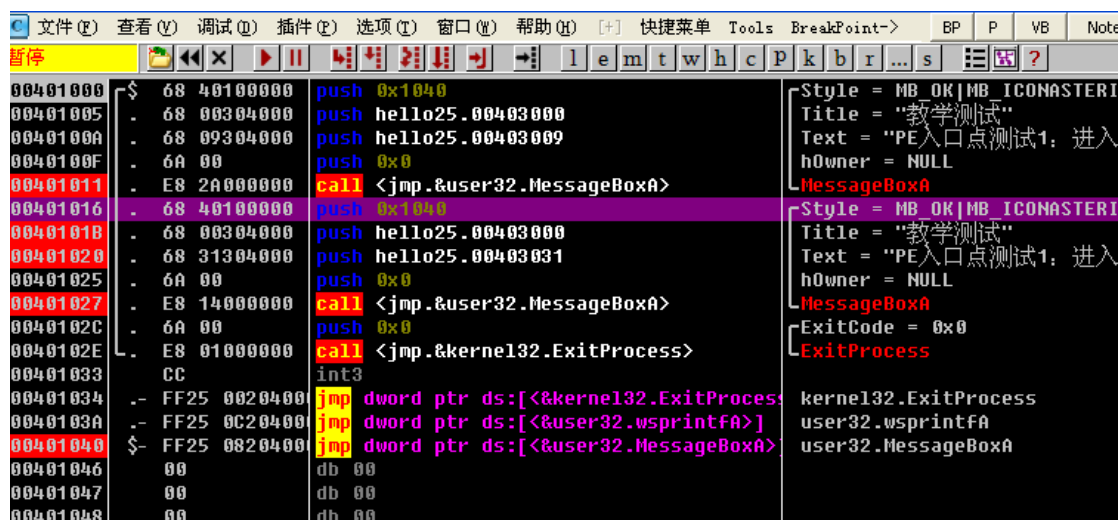 C 文件(F) 查看(V) 调试(D) 插件(P) 选项(T) 窗口(W) 帮助(H) [+] 快捷菜单 Tools BreakPoint-> BP P VB Note
暂停 l e m t w h c P k b r ... s ?
00401000 $ 68 40100000 push 0x1040 Style = MB_OK|MB_ICONASTERI
00401005 . 68 00304000 push hello25.00403000 Title = "教学测试"
0040100A . 68 09304000 push hello25.00403009 Text = "PE入口点测试1: 进入
0040100F . 6A 00 push 0x0 hOwner = NULL
00401011 . E8 2A000000 call <jmp.&user32.MessageBoxA> MessageBoxA
00401016 . 68 40100000 push 0x1040 Style = MB_OK|MB_ICONASTERI
0040101B . 68 00304000 push hello25.00403000 Title = "教学测试"
00401020 . 68 31304000 push hello25.00403031 Text = "PE入口点测试1: 进入
00401025 . 6A 00 push 0x0 hOwner = NULL
00401027 . E8 14000000 call <jmp.&user32.MessageBoxA> MessageBoxA
0040102C . 6A 00 push 0x0 ExitCode = 0x0
0040102E . E8 01000000 call <jmp.&kernel32.ExitProcess> ExitProcess
00401033 CC int3
00401034 .- FF25 00204000 jmp dword ptr ds:[<&kernel32.ExitProcess kernel32.ExitProcess
0040103A .- FF25 0C204000 jmp dword ptr ds:[<&user32.wsprintfA>] user32.wsprintfA
00401040 $- FF25 08204000 jmp dword ptr ds:[<&user32.MessageBoxA>] user32.MessageBoxA
00401046 00 db 00
00401047 00 db 00
00401048 00 db 00